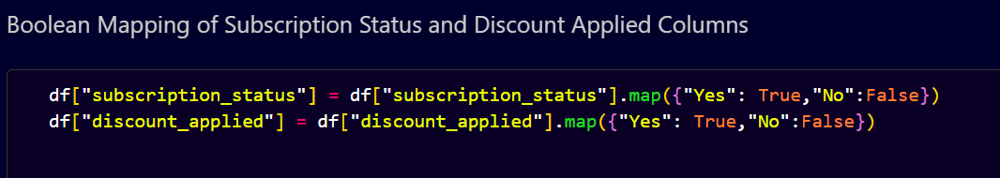 Boolean Mapping of Subscription Status and Discount Applied Columns
df["subscription_status"] = df["subscription_status"].map({"Yes": True,"No":False})
df["discount_applied"] = df["discount_applied"].map({"Yes": True,"No":False})